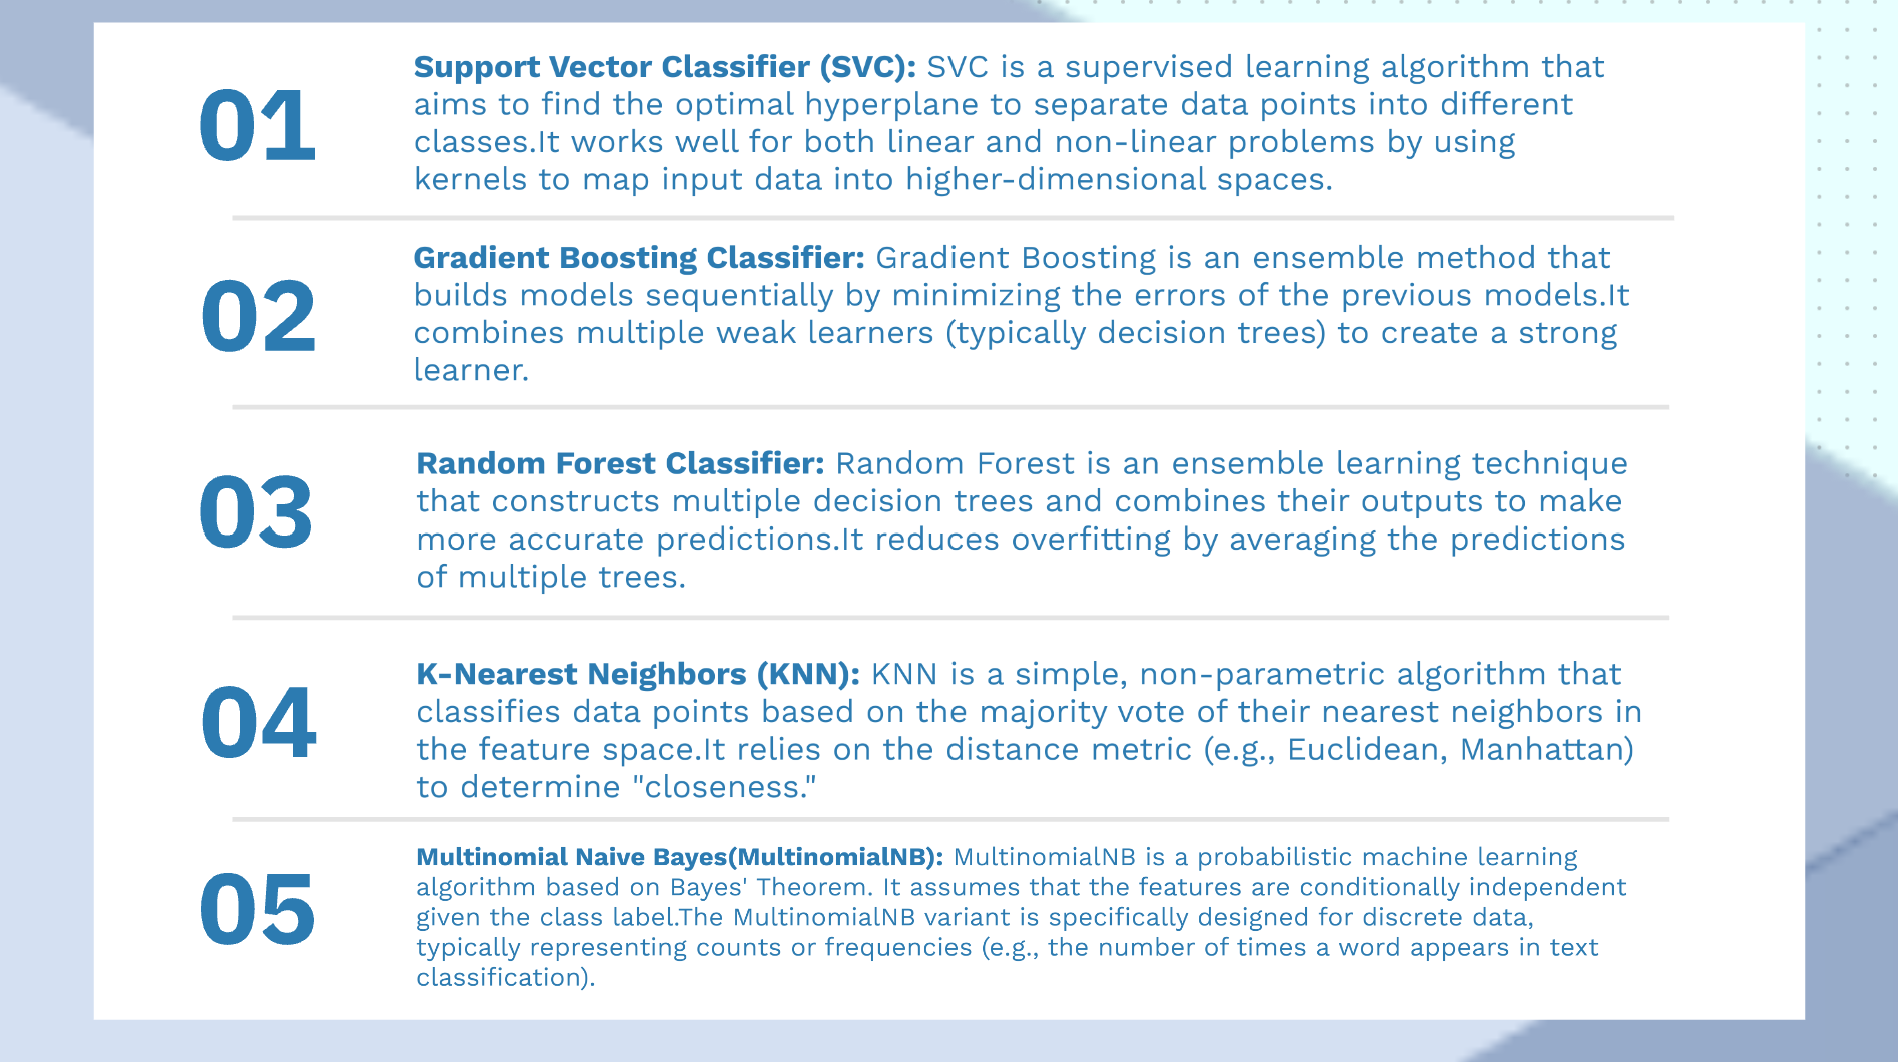 01
Support Vector Classifier (SVC): SVC is a supervised learning algorithm that
aims to find the optimal hyperplane to separate data points into different
classes.It works well for both linear and non-linear problems by using
kernels to map input data into higher-dimensional spaces.
02
Gradient Boosting Classifier: Gradient Boosting is an ensemble method that
builds models sequentially by minimizing the errors of the previous models.It
combines multiple weak learners (typically decision trees) to create a strong
learner.
03
Random Forest Classifier: Random Forest is an ensemble learning technique
that constructs multiple decision trees and combines their outputs to make
more accurate predictions.It reduces overfitting by averaging the predictions
of multiple trees.
04
K-Nearest Neighbors (KNN): KNN is a simple, non-parametric algorithm that
classifies data points based on the majority vote of their nearest neighbors in
the feature space.It relies on the distance metric (e.g., Euclidean, Manhattan)
to determine "closeness."
05
Multinomial Naive Bayes(MultinomialNB): MultinomialNB is a probabilistic machine learning
algorithm based on Bayes' Theorem. It assumes that the features are conditionally independent
given the class label.The MultinomialNB variant is specifically designed for discrete data,
typically representing counts or frequencies (e.g., the number of times a word appears in text
classification).